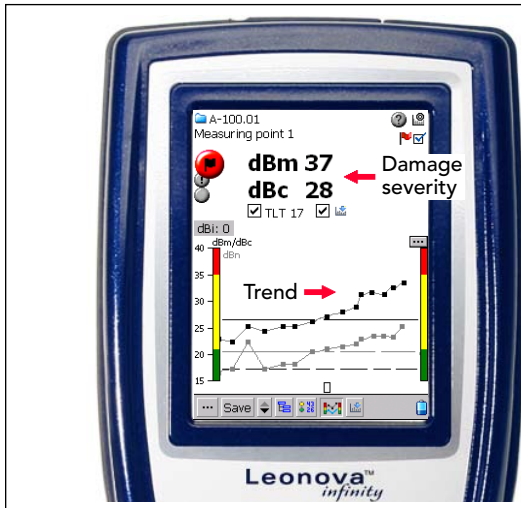 A-100.01
Measuring point 1
dBm 37
dBc 28
Damage
severity
TLT 17
dBi: 0
dBm/dBc
dBn
40
35
30
25
20
15
Trend
Save
Leonova™
infinity